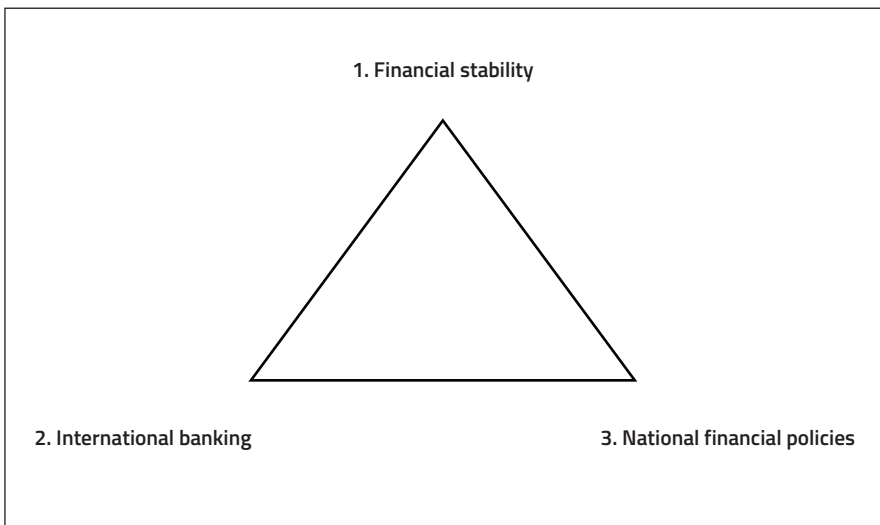 1. Financial stability
2. International banking
3. National financial policies